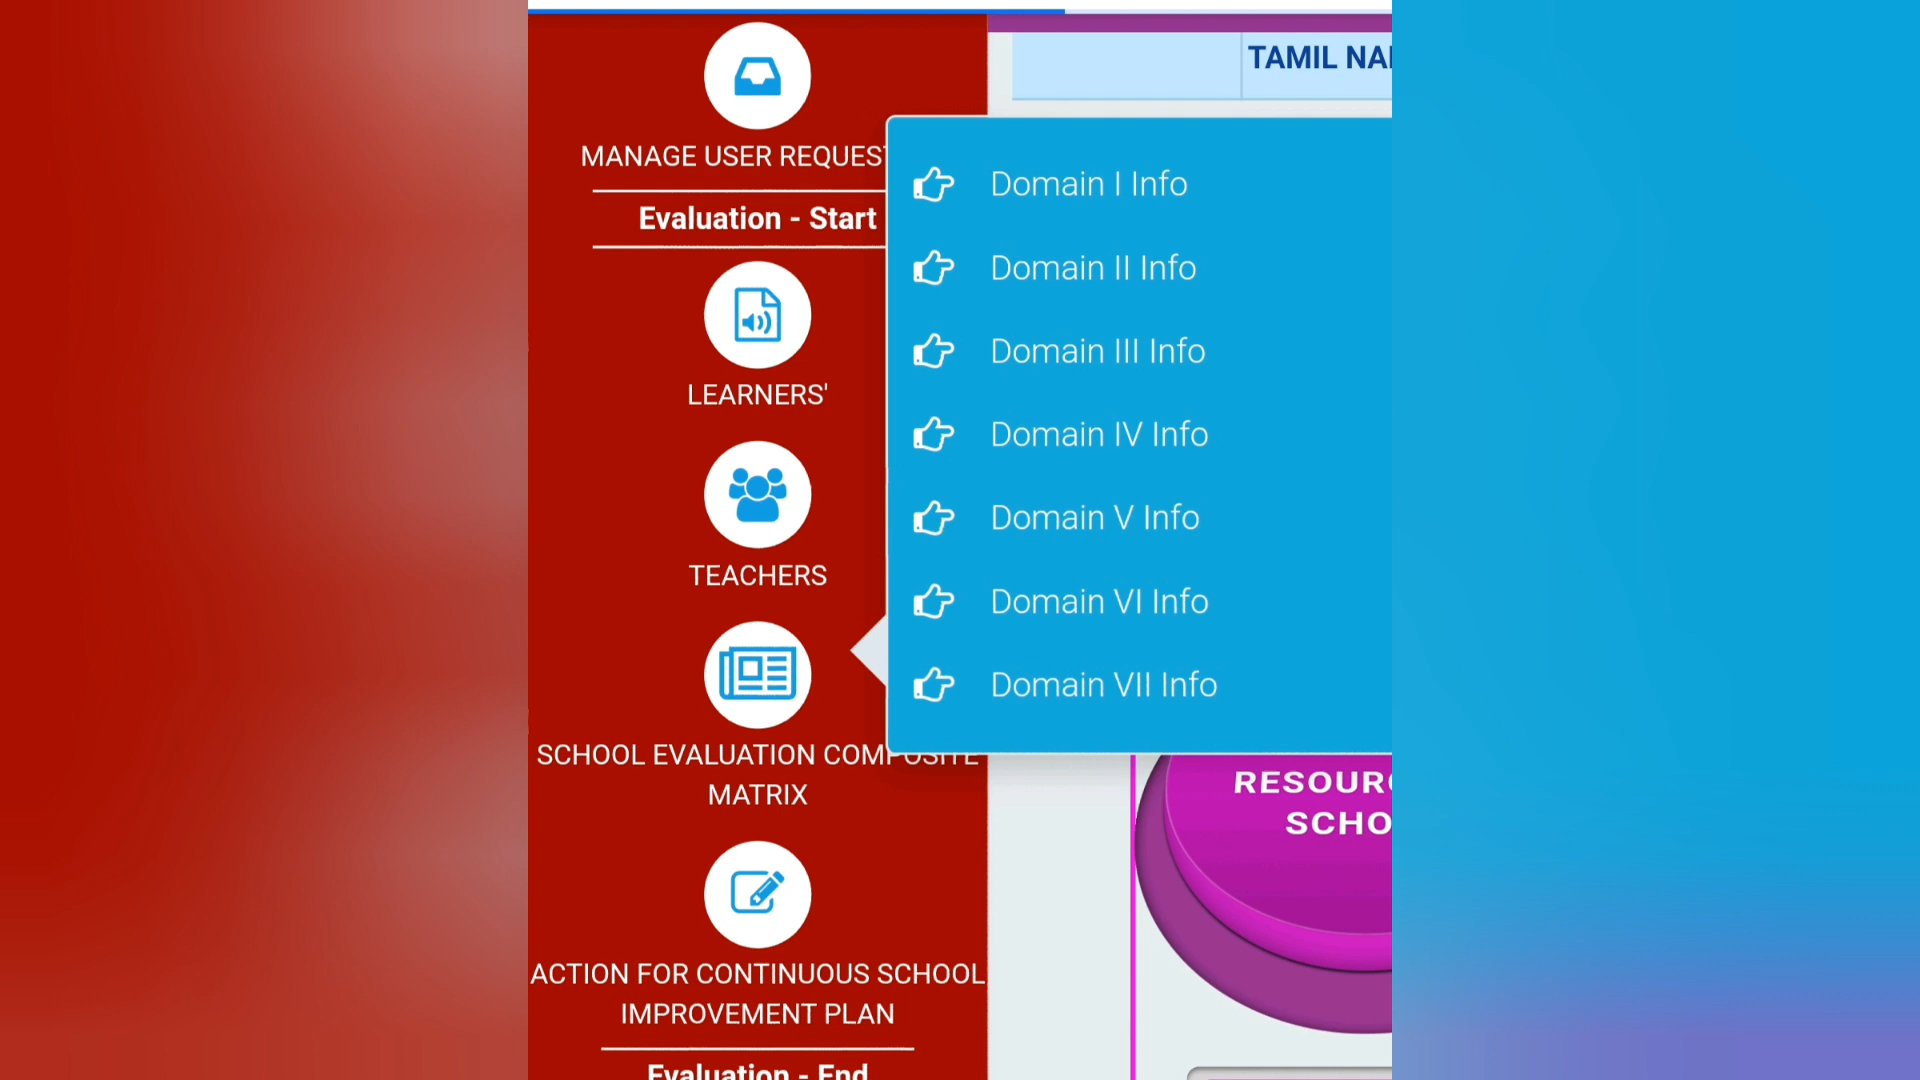 MANAGE USER REQUEST
Evaluation - Start
LEARNERS'
TEACHERS
SCHOOL EVALUATION COMPOSITE
MATRIX
ACTION FOR CONTINUOUS SCHOOL
IMPROVEMENT PLAN
Evaluation - End
TAMIL NA
Domain I Info
Domain II Info
Domain III Info
Domain IV Info
Domain V Info
Domain VI Info
Domain VII Info
RESOUR
SCHO